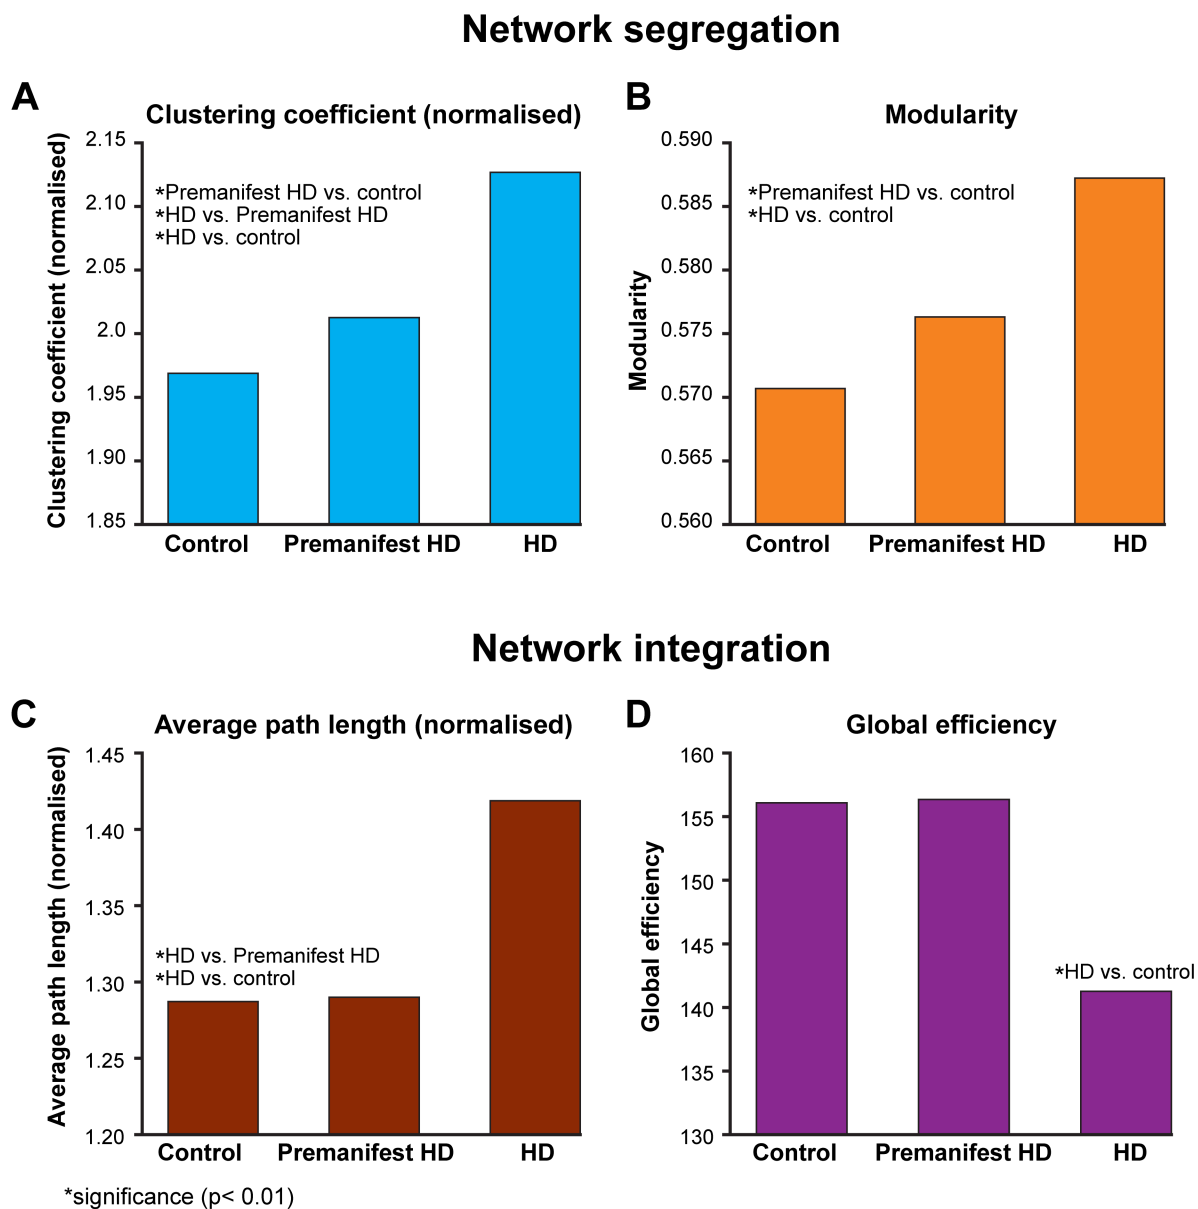 Network segregation
A
Clustering coefficient (normalised)
Clustering coefficient (normalised)
2.15
2.10
2.05
2.0
1.95
1.90
1.85
*Premanifest HD vs. control
*HD vs. Premanifest HD
*HD vs. control
Control Premanifest HD HD
B
Modularity
Modularity
0.590
0.585
0.580
0.575
0.570
0.565
0.560
*Premanifest HD vs. control
*HD vs. control
Control Premanifest HD HD
Network integration
C
Average path length (normalised)
Average path length (normalised)
1.45
1.40
1.35
1.30
1.25
1.20
*HD vs. Premanifest HD
*HD vs. control
Control Premanifest HD HD
D
Global efficiency
Global efficiency
160
155
150
145
140
135
130
*HD vs. control
Control Premanifest HD HD
*significance (p< 0.01)